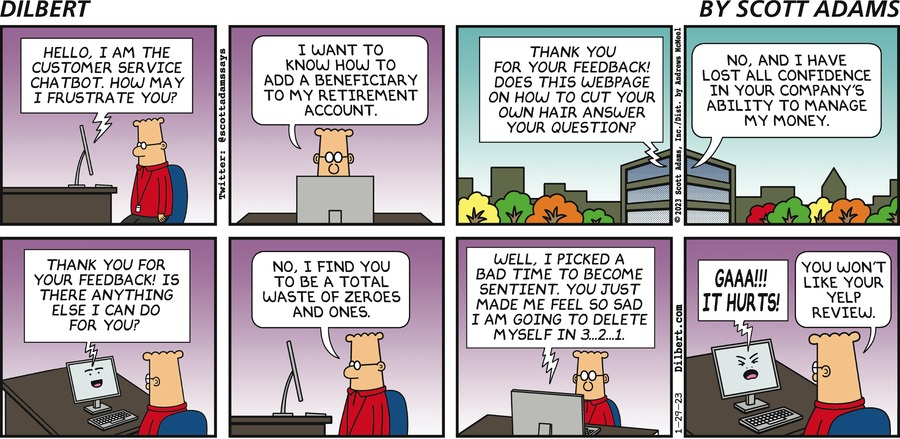 DILBERT
BY SCOTT ADAMS
HELLO, I AM THE
CUSTOMER SERVICE
CHATBOT. HOW MAY
I FRUSTRATE YOU?
Twitter: @scottadamssays
I WANT TO
KNOW HOW TO
ADD A BENEFICIARY
TO MY RETIREMENT
ACCOUNT.
THANK YOU
FOR YOUR FEEDBACK!
DOES THIS WEBPAGE
ON HOW TO CUT YOUR
OWN HAIR ANSWER
YOUR QUESTION?
©2023 Scott Adams, Inc./Dist. by Andrews McMeel
NO, AND I HAVE
LOST ALL CONFIDENCE
IN YOUR COMPANY'S
ABILITY TO MANAGE
MY MONEY.
THANK YOU FOR
YOUR FEEDBACK! IS
THERE ANYTHING
ELSE I CAN DO
FOR YOU?
NO, I FIND YOU
TO BE A TOTAL
WASTE OF ZEROES
AND ONES.
WELL, I PICKED A
BAD TIME TO BECOME
SENTIENT. YOU JUST
MADE ME FEEL SO SAD
I AM GOING TO DELETE
MYSELF IN 3...2...1.
1-29-23 Dilbert.com
GAAA!!!
IT HURTS!
YOU WON'T
LIKE YOUR
YELP
REVIEW.